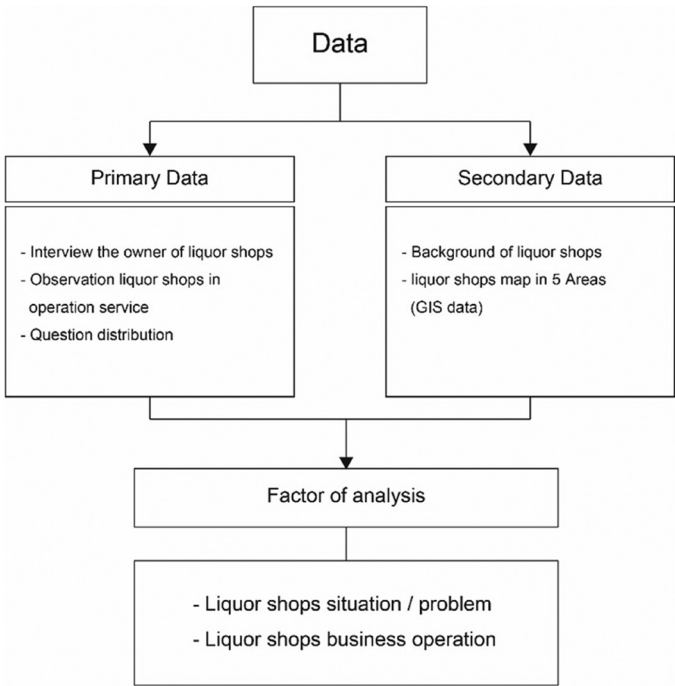 Data
Primary Data
- Interview the owner of liquor shops
- Observation liquor shops in
operation service
- Question distribution
Secondary Data
- Background of liquor shops
- liquor shops map in 5 Areas
(GIS data)
Factor of analysis
- Liquor shops situation / problem
- Liquor shops business operation